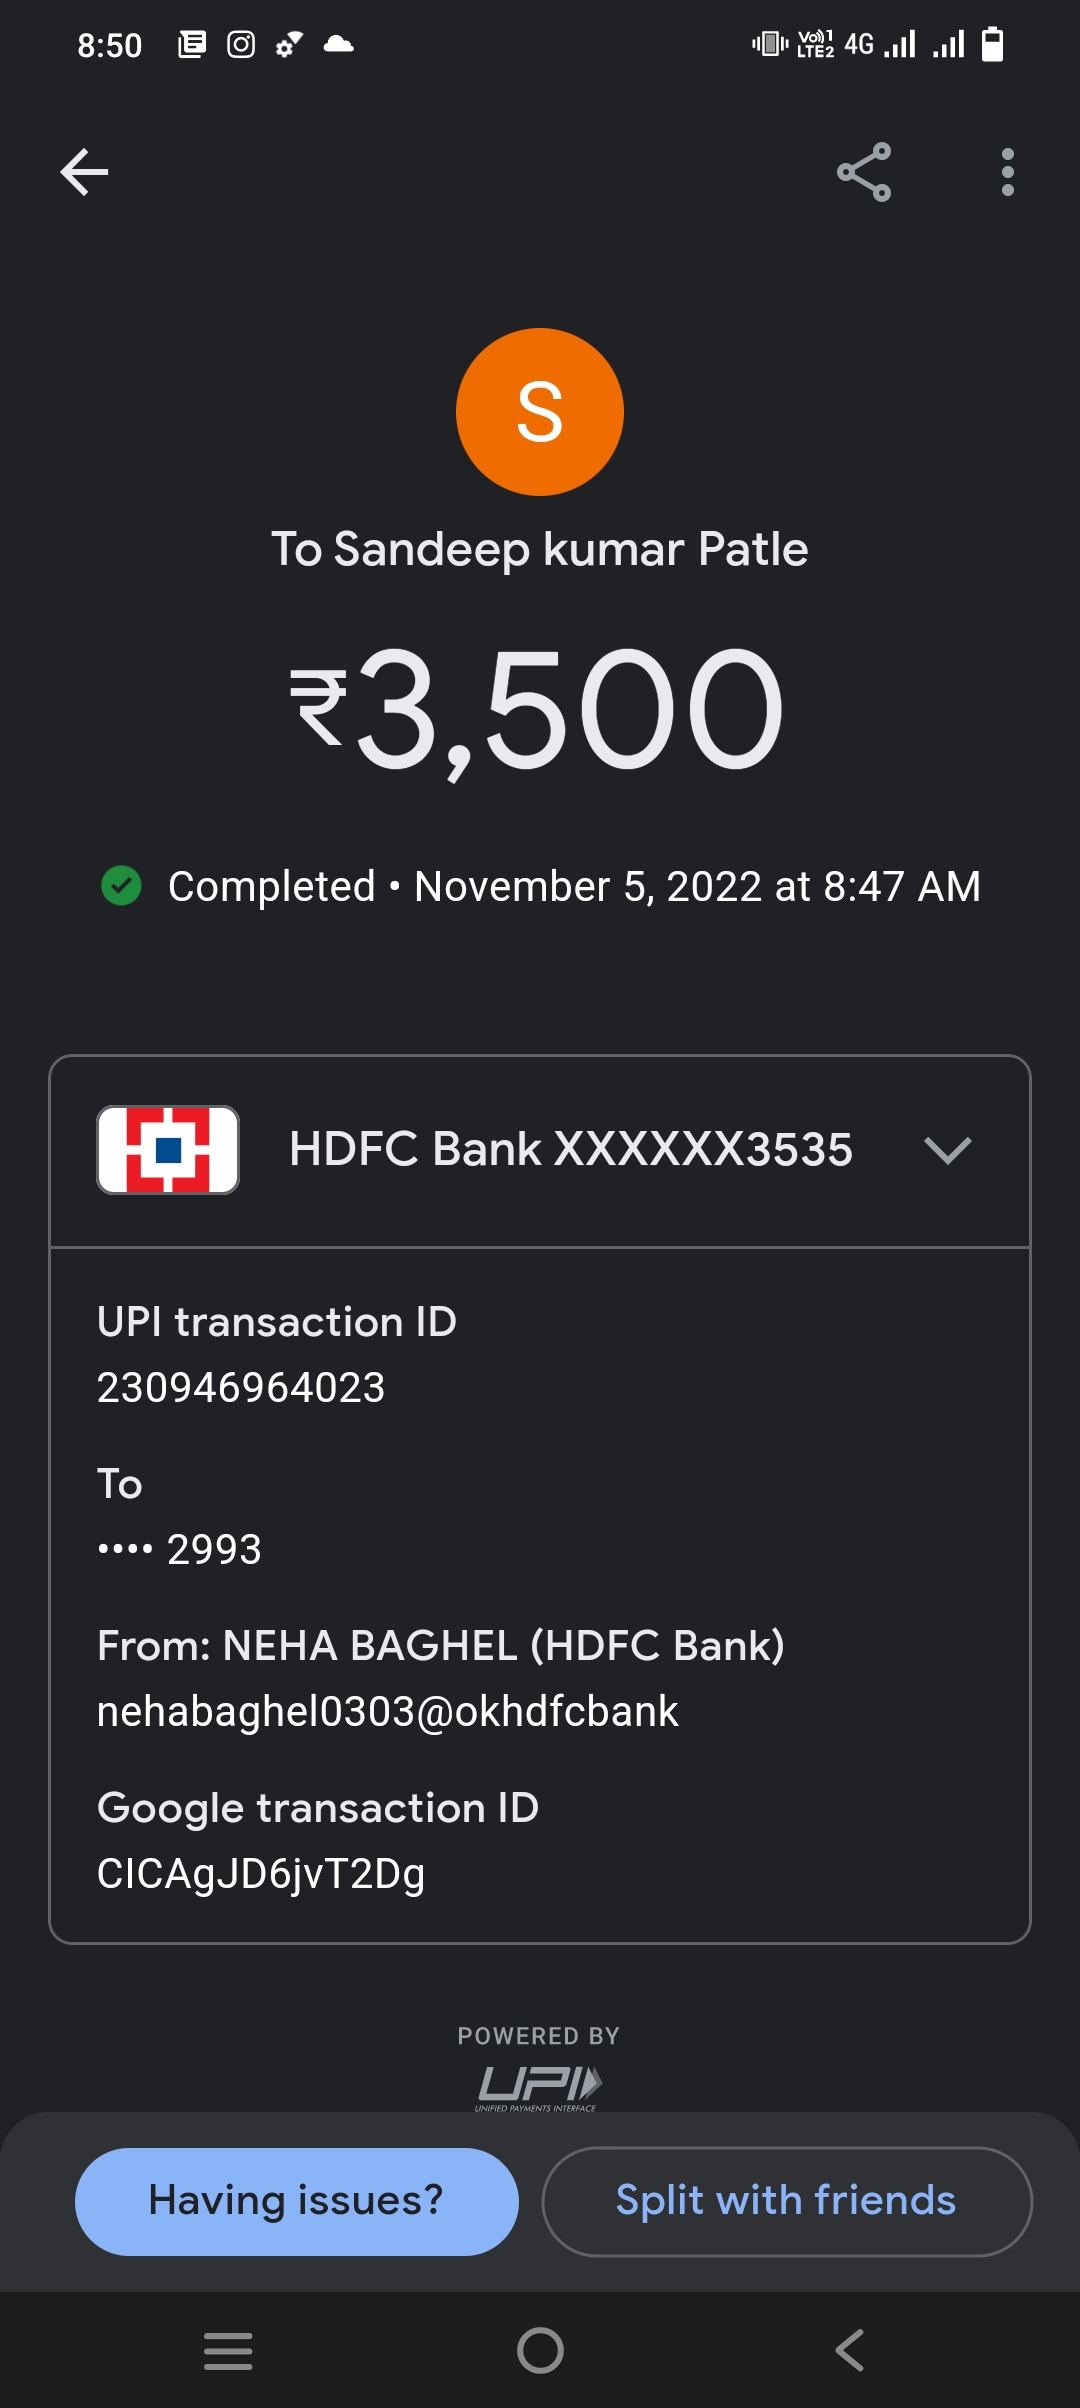 8:50
Vo)) 1
LTE2 4G
S
To Sandeep kumar Patle
₹3,500
Completed • November 5, 2022 at 8:47 AM
HDFC Bank XXXXXX3535
UPI transaction ID
230946964023
To
•••• 2993
From: NEHA BAGHEL (HDFC Bank)
nehabaghel0303@okhdfcbank
Google transaction ID
CICAgJD6jvT2Dg
POWERED BY
UPI
UNIFIED PAYMENTS INTERFACE
Having issues?
Split with friends